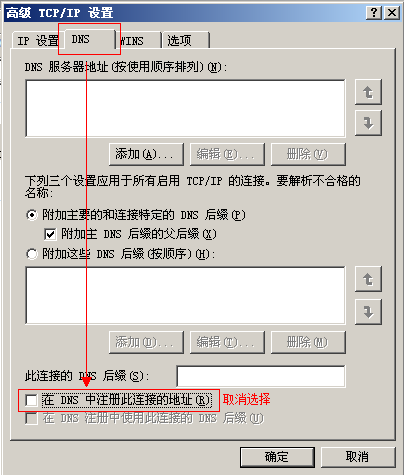 高级 TCP/IP 设置
IP 设置 DNS WINS 选项
DNS 服务器地址(按使用顺序排列)(N):
添加(A)... 编辑(E)... 删除(V)
下列三个设置应用于所有启用 TCP/IP 的连接。要解析不合格的
名称:
附加主要的和连接特定的 DNS 后缀(P)
附加主 DNS 后缀的父后缀(X)
附加这些 DNS 后缀(按顺序)(H):
添加(D)... 编辑(T)... 删除(M)
此连接的 DNS 后缀(S):
在 DNS 中注册此连接的地址(R) 取消选择
在 DNS 注册中使用此连接的 DNS 后缀(U)
确定 取消